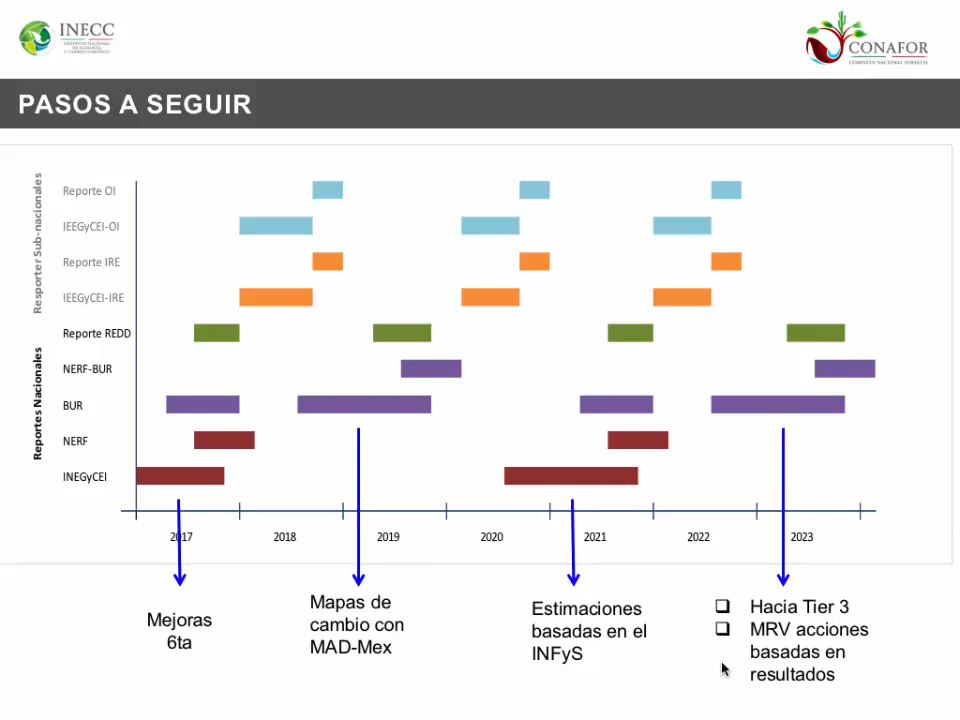 INECC
INSTITUTO NACIONAL
DE ECOLOGÍA
Y CAMBIO CLIMÁTICO
CONAFOR
COMISIÓN NACIONAL FORESTAL
PASOS A SEGUIR
Resporter Sub-nacionales
Reporte OI
IEEGyCEI-OI
Reporte IRE
IEEGyCEI-IRE
Reportes Nacionales
Reporte REDD
NERF-BUR
BUR
NERF
INEGyCEI
2017 2018 2019 2020 2021 2022 2023
Mejoras
6ta
Mapas de
cambio con
MAD-Mex
Estimaciones
basadas en el
INFyS
Hacia Tier 3
MRV acciones
basadas en
resultados